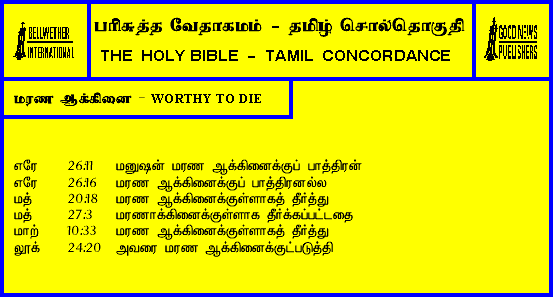 BELLWETHER
INTERNATIONAL
பரிசுத்த வேதாகமம் - தமிழ் சொல்தொகுதி
THE HOLY BIBLE - TAMIL CONCORDANCE
GOOD NEWS
PUBLISHERS
மரண ஆக்கினை - WORTHY TO DIE
எரே 26:11 மனுஷன் மரண ஆக்கினைக்குப் பாத்திரன்
எரே 26:16 மரண ஆக்கினைக்குப் பாத்திரனல்ல
மத் 20:18 மரண ஆக்கினைக்குள்ளாகத் தீர்த்து
மத் 27:3 மரணாக்கினைக்குள்ளாக தீர்க்கப்பட்டதை
மாற் 10:33 மரண ஆக்கினைக்குள்ளாகத் தீர்த்து
லூக் 24:20 அவரை மரண ஆக்கினைக்குட்படுத்தி